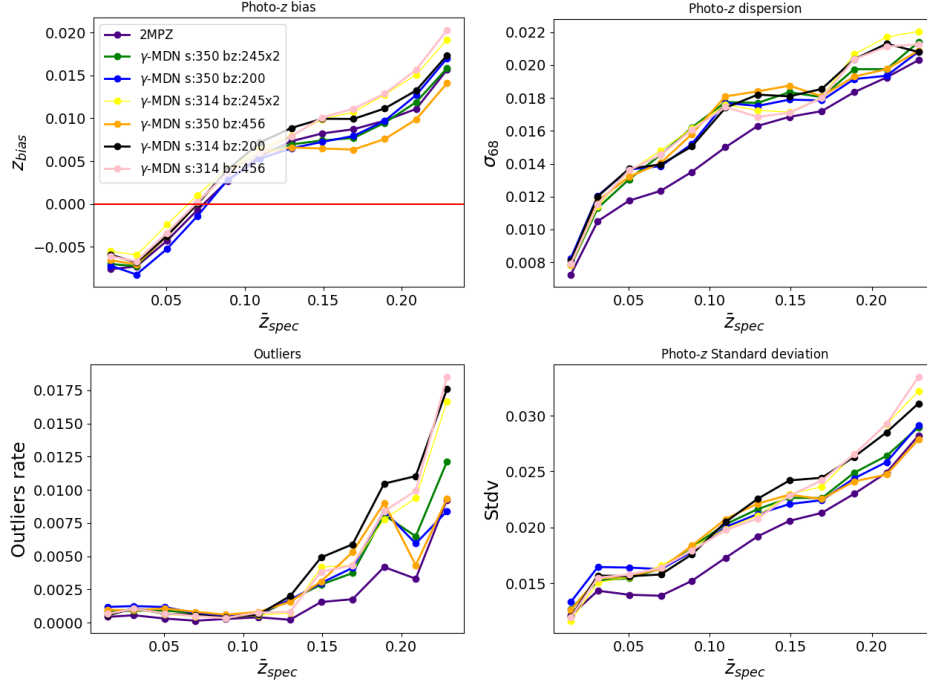 Photo-z bias
0.020
0.015
0.010
0.005
0.000
−0.005
z_bias
2MPZ
γ-MDN s:350 bz:245x2
γ-MDN s:350 bz:200
γ-MDN s:314 bz:245x2
γ-MDN s:350 bz:456
γ-MDN s:314 bz:200
γ-MDN s:314 bz:456
0.05 0.10 0.15 0.20
z̄_spec
Photo-z dispersion
0.022
0.020
0.018
0.016
0.014
0.012
0.010
0.008
σ_68
0.05 0.10 0.15 0.20
z̄_spec
Outliers
0.0175
0.0150
0.0125
0.0100
0.0075
0.0050
0.0025
0.0000
Outliers rate
0.05 0.10 0.15 0.20
z̄_spec
Photo-z Standard deviation
0.030
0.025
0.020
0.015
Stdv
0.05 0.10 0.15 0.20
z̄_spec